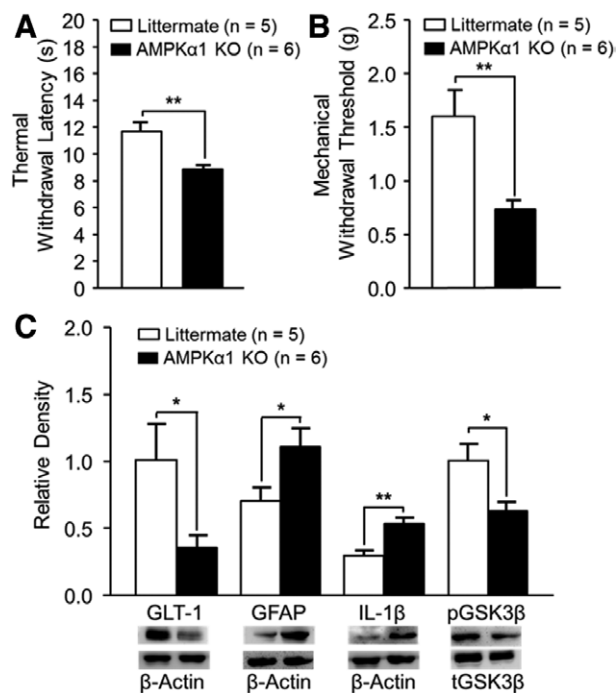 A
Thermal
Withdrawal Latency (s)
20
18
16
14
12
10
8
6
4
2
0
Littermate (n = 5)
AMPKα1 KO (n = 6)
**
B
Mechanical
Withdrawal Threshold (g)
2.5
2.0
1.5
1.0
0.5
0.0
Littermate (n = 5)
AMPKα1 KO (n = 6)
**
C
Relative Density
2.0
1.5
1.0
0.5
0.0
Littermate (n = 5)
AMPKα1 KO (n = 6)
*
*
**
*
GLT-1 GFAP IL-1β pGSK3β
β-Actin β-Actin β-Actin tGSK3β